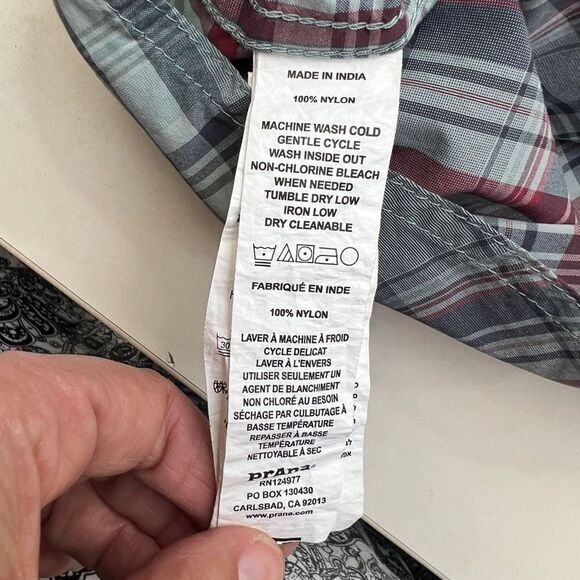 MADE IN INDIA
100% NYLON
MACHINE WASH COLD
GENTLE CYCLE
WASH INSIDE OUT
NON-CHLORINE BLEACH
WHEN NEEDED
TUMBLE DRY LOW
IRON LOW
DRY CLEANABLE
FABRIQUÉ EN INDE
100% NYLON
LAVER À MACHINE À FROID
CYCLE DELICAT
LAVER À L'ENVERS
UTILISER SEULEMENT UN
AGENT DE BLANCHIMENT
NON CHLORÉ AU BESOIN
SÉCHAGE PAR CULBUTAGE À
BASSE TEMPÉRATURE
REPASSER À BASSE
TEMPÉRATURE
NETTOYABLE À SEC
prAna®
RN124977
PO BOX 130430
CARLSBAD, CA 92013
www.prana.com
30